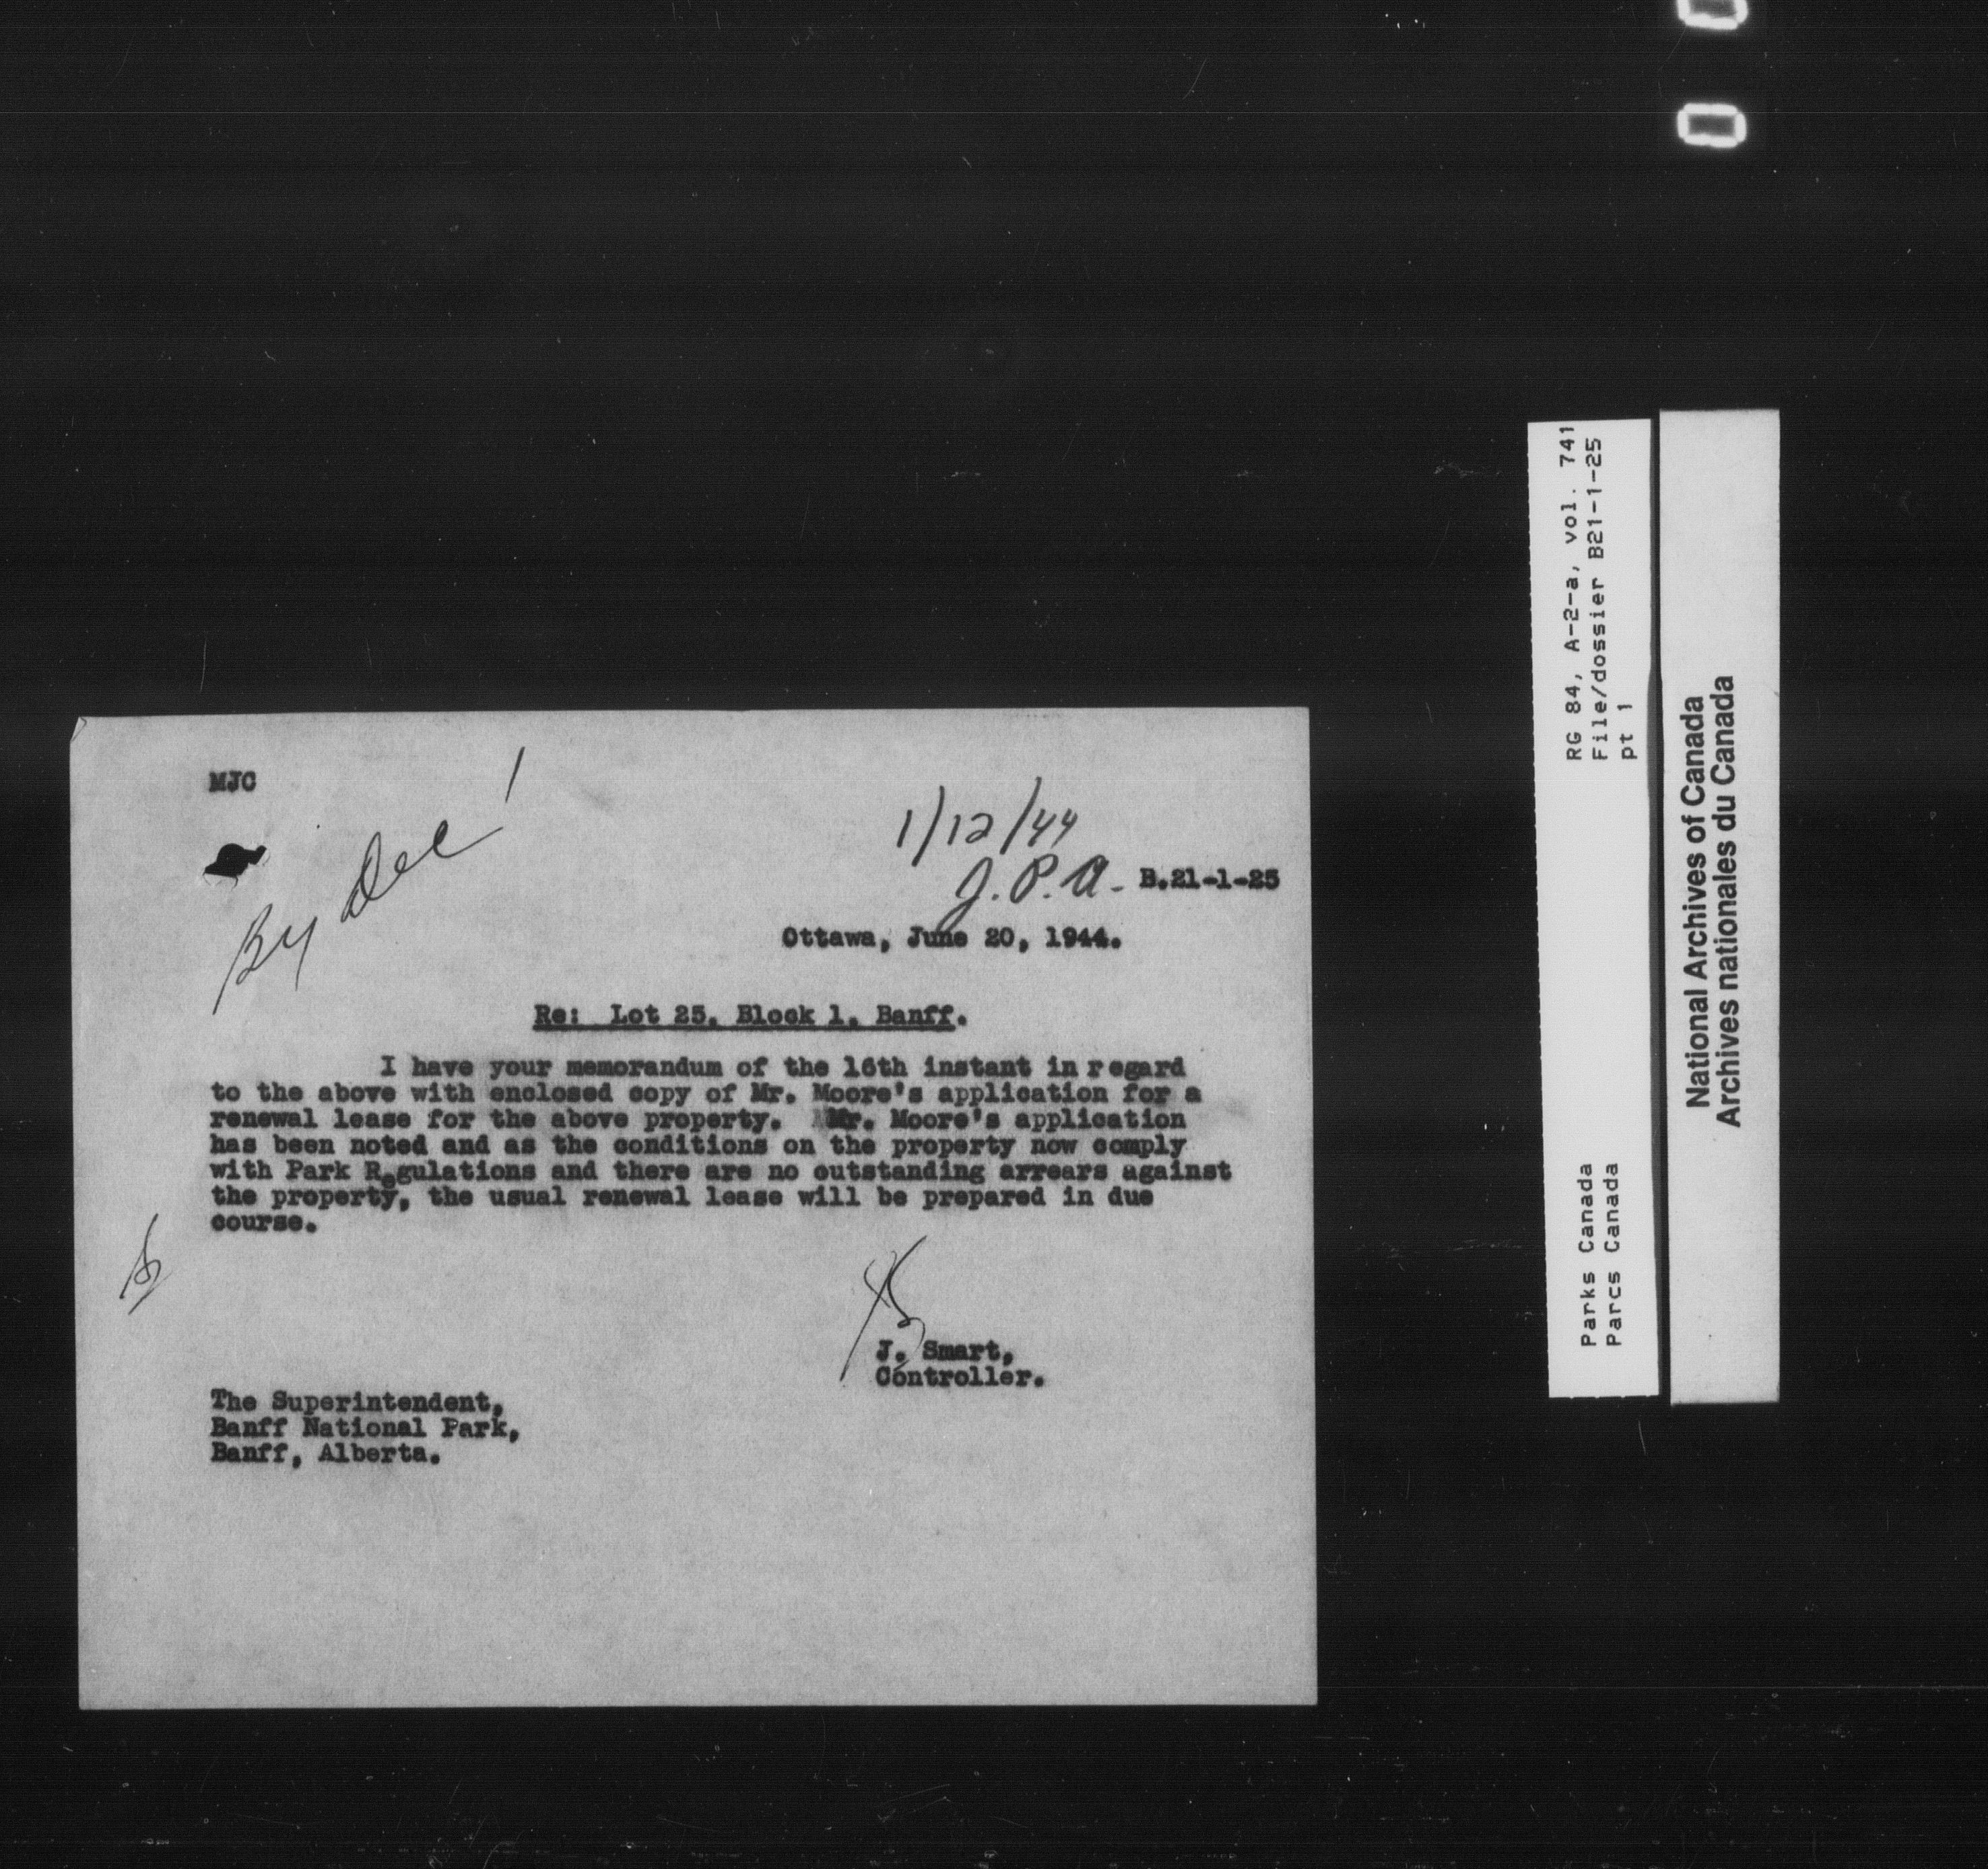 MJC
By Dec 1
1/12/44
J.P.A.
B.21-1-25
Ottawa, June 20, 1944.
Re: Lot 25, Block 1, Banff.
I have your memorandum of the 16th instant in regard
to the above with enclosed copy of Mr. Moore's application for a
renewal lease for the above property. Mr. Moore's application
has been noted and as the conditions on the property now comply
with Park Regulations and there are no outstanding arrears against
the property, the usual renewal lease will be prepared in due
course.
J. Smart,
Controller.
The Superintendent,
Banff National Park,
Banff, Alberta.
RG 84, A-2-a, vol. 741
File/dossier B21-1-25
pt 1
Parks Canada
Parcs Canada
National Archives of Canada
Archives nationales du Canada
0